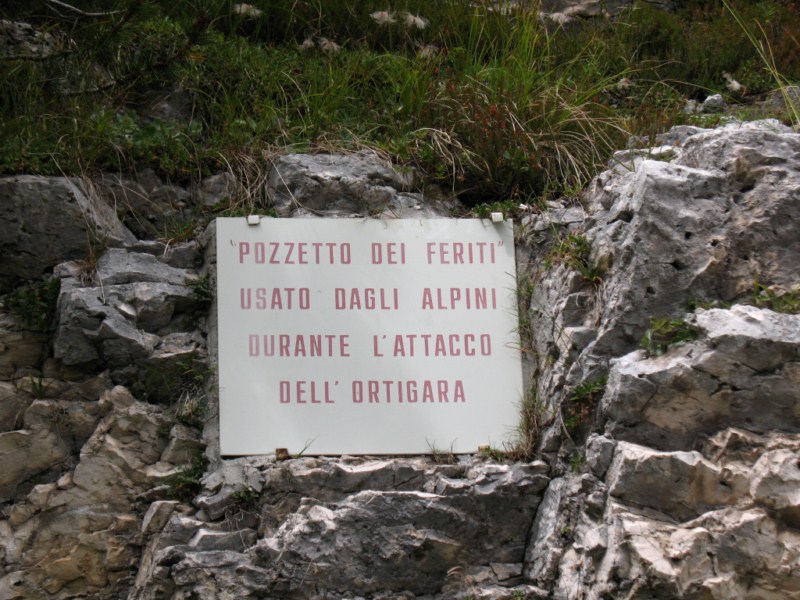 "POZZETTO DEI FERITI"
USATO DAGLI ALPINI
DURANTE L'ATTACCO
DELL' ORTIGARA